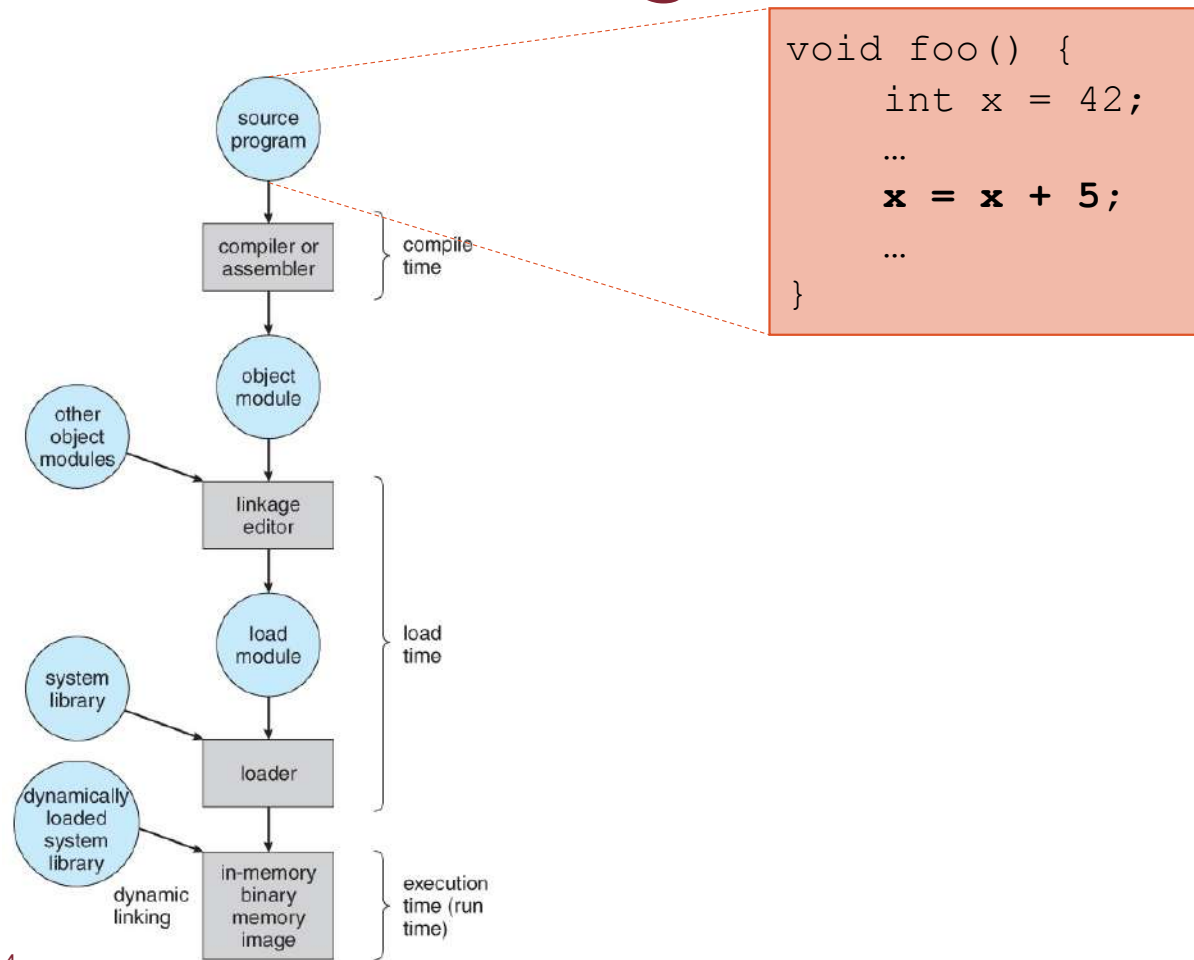 void foo() {
int x = 42;
…
x = x + 5;
…
}
source
program
compiler or
assembler
compile
time
object
module
other
object
modules
linkage
editor
load
module
load
time
system
library
loader
dynamically
loaded
system
library
dynamic
linking
in-memory
binary
memory
image
execution
time (run
time)